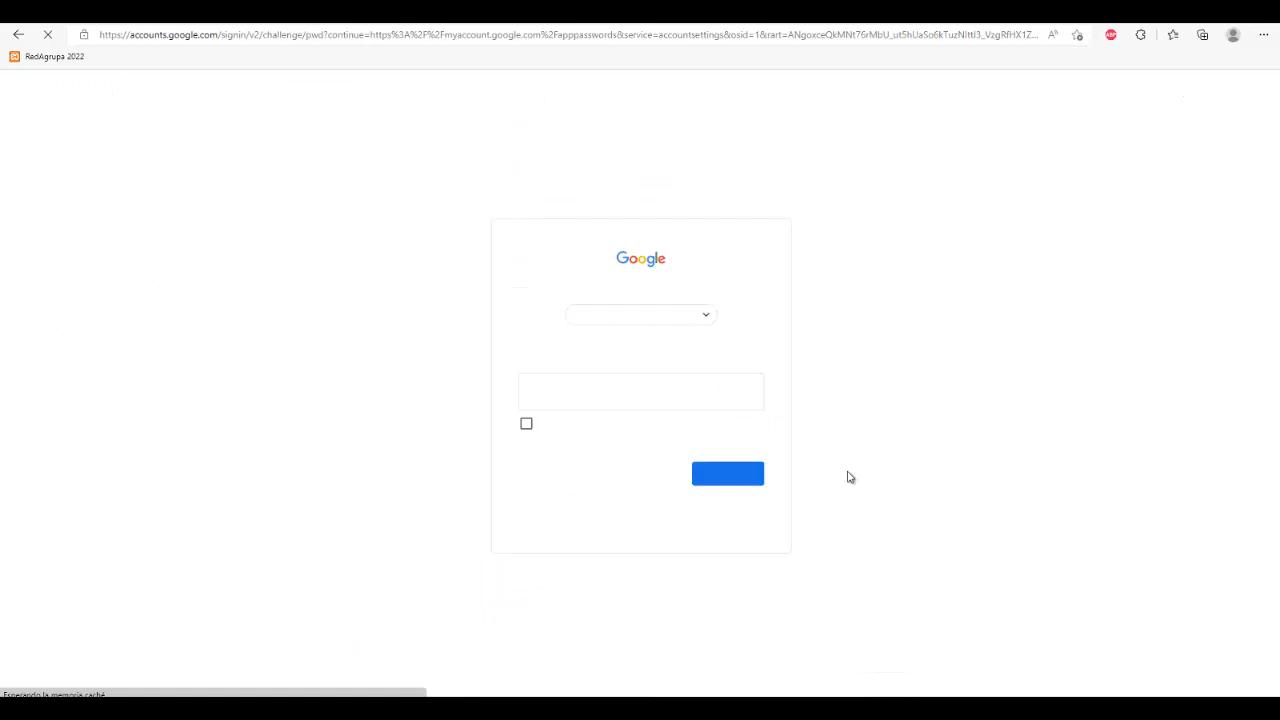 https://accounts.google.com/signin/v2/challenge/pwd?continue=https%3A%2F%2Fmyaccount.google.com%2Fapppasswords&service=accountsettings&osid=1&rart=
RedAgrupa 2022
Google
Esperando la memoria caché